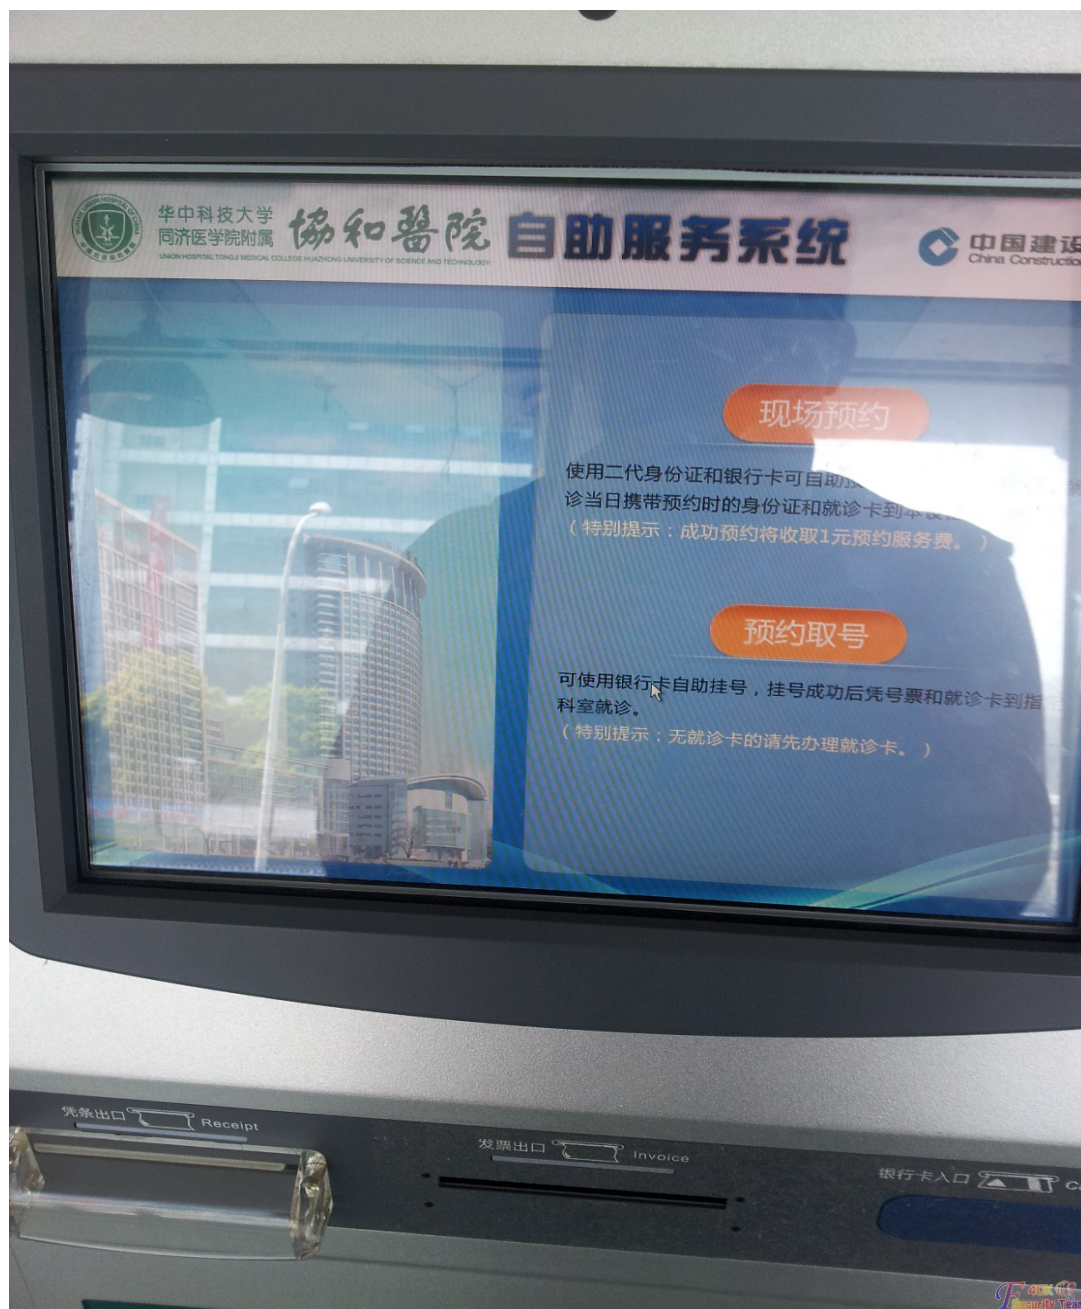 华中科技大学
同济医学院附属
協和醫院 自助服务系统
UNION HOSPITAL TONGJI MEDICAL COLLEGE HUAZHONG UNIVERSITY OF SCIENCE AND TECHNOLOGY
中国建设
China Construction
现场预约
使用二代身份证和银行卡可自助
诊当日携带预约时的身份证和就诊卡到本
（特别提示：成功预约将收取1元预约服务费。）
预约取号
可使用银行卡自助挂号，挂号成功后凭号票和就诊卡到指
科室就诊。
（特别提示：无就诊卡的请先办理就诊卡。）
凭条出口 Receipt
发票出口 Invoice
银行卡入口
Security Tea